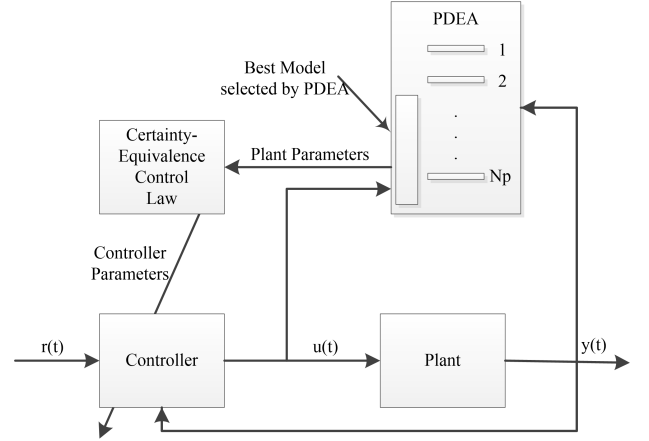 PDEA
1
2
.
.
.
Np
Best Model
selected by PDEA
Certainty-
Equivalence
Control
Law
Plant Parameters
Controller
Parameters
r(t)
Controller
u(t)
Plant
y(t)